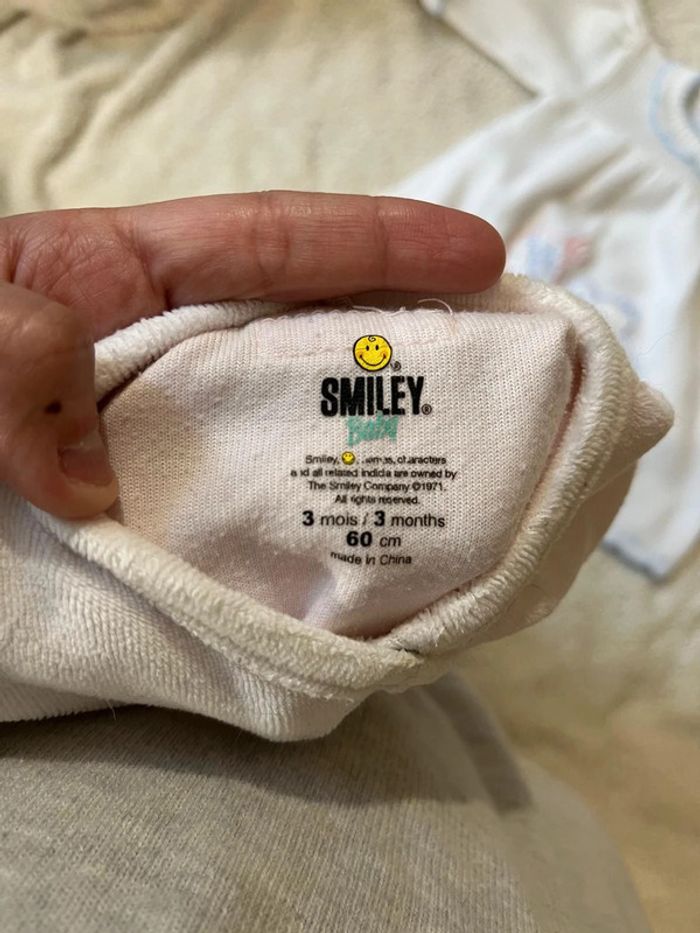 SMILEY®
Baby
Smiley, characters
and all related indicia are owned by
The Smiley Company ©1971.
All rights reserved.
3 mois / 3 months
60 cm
made in China